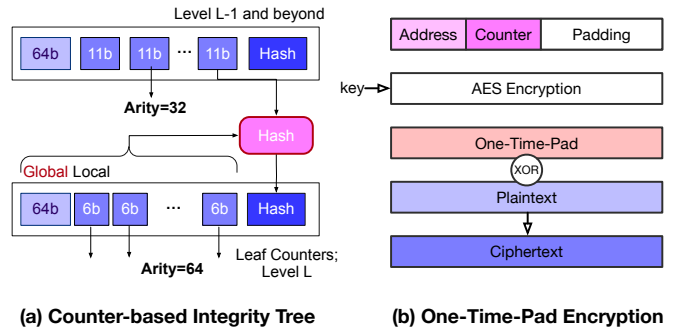 Level L-1 and beyond
64b 11b 11b ... 11b Hash
Arity=32
Hash
Global Local
64b 6b 6b ... 6b Hash
Leaf Counters;
Level L
Arity=64
(a) Counter-based Integrity Tree
Address Counter Padding
key AES Encryption
One-Time-Pad
XOR
Plaintext
Ciphertext
(b) One-Time-Pad Encryption